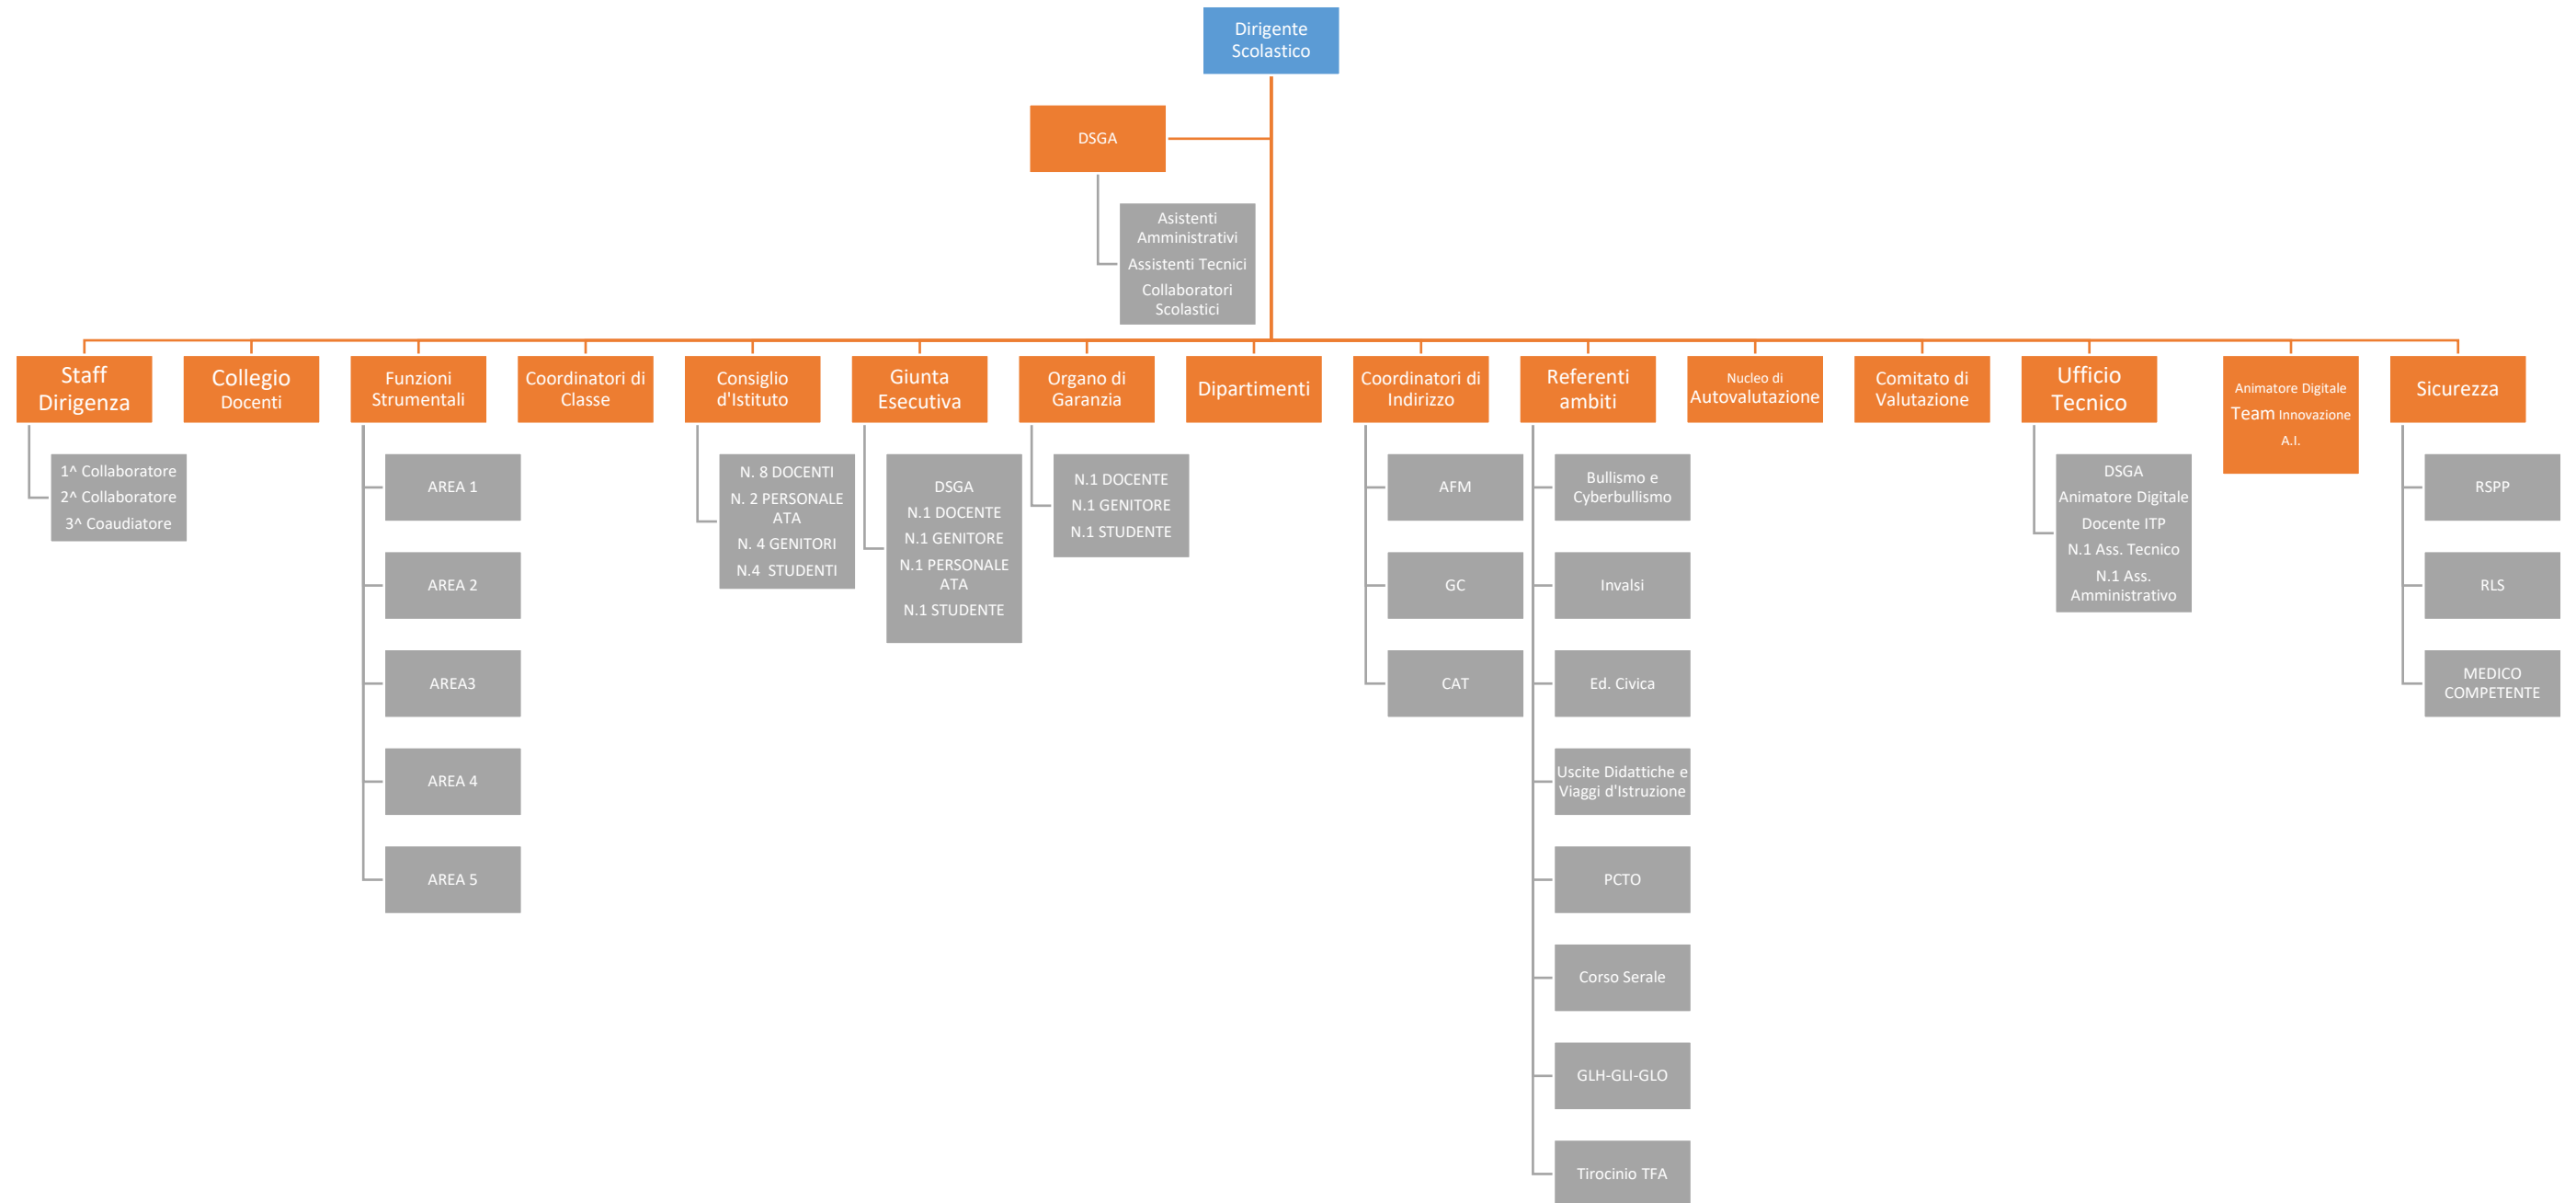 Dirigente
Scolastico
DSGA
Asistenti
Amministrativi
Assistenti Tecnici
Collaboratori
Scolastici
Staff
Dirigenza
Collegio
Docenti
Funzioni
Strumentali
Coordinatori di
Classe
Consiglio
d'Istituto
Giunta
Esecutiva
Organo di
Garanzia
Dipartimenti
Coordinatori di
Indirizzo
Referenti
ambiti
Nucleo di
Autovalutazione
Comitato di
Valutazione
Ufficio
Tecnico
Animatore Digitale
Team Innovazione
A.I.
Sicurezza
1^ Collaboratore
2^ Collaboratore
3^ Coaudiatore
AREA 1
AREA 2
AREA3
AREA 4
AREA 5
N. 8 DOCENTI
N. 2 PERSONALE
ATA
N. 4 GENITORI
N.4  STUDENTI
DSGA
N.1 DOCENTE
N.1 GENITORE
N.1 PERSONALE
ATA
N.1 STUDENTE
N.1 DOCENTE
N.1 GENITORE
N.1 STUDENTE
AFM
GC
CAT
Bullismo e
Cyberbullismo
Invalsi
Ed. Civica
Uscite Didattiche e
Viaggi d'Istruzione
PCTO
Corso Serale
GLH-GLI-GLO
Tirocinio TFA
DSGA
Animatore Digitale
Docente ITP
N.1 Ass. Tecnico
N.1 Ass.
Amministrativo
RSPP
RLS
MEDICO
COMPETENTE